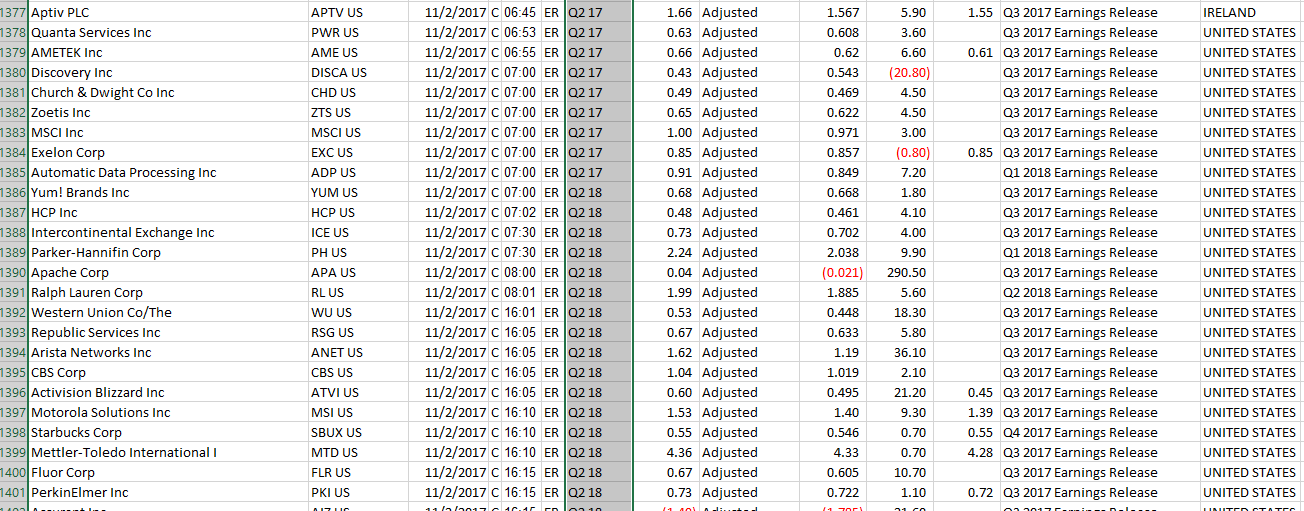 1377 Aptiv PLC APTV US 11/2/2017 C 06:45 ER Q2 17 1.66 Adjusted 1.567 5.90 1.55 Q3 2017 Earnings Release IRELAND
1378 Quanta Services Inc PWR US 11/2/2017 C 06:53 ER Q2 17 0.63 Adjusted 0.608 3.60 Q3 2017 Earnings Release UNITED STATES
1379 AMETEK Inc AME US 11/2/2017 C 06:55 ER Q2 17 0.66 Adjusted 0.62 6.60 0.61 Q3 2017 Earnings Release UNITED STATES
1380 Discovery Inc DISCA US 11/2/2017 C 07:00 ER Q2 17 0.43 Adjusted 0.543 (20.80) Q3 2017 Earnings Release UNITED STATES
1381 Church & Dwight Co Inc CHD US 11/2/2017 C 07:00 ER Q2 17 0.49 Adjusted 0.469 4.50 Q3 2017 Earnings Release UNITED STATES
1382 Zoetis Inc ZTS US 11/2/2017 C 07:00 ER Q2 17 0.65 Adjusted 0.622 4.50 Q3 2017 Earnings Release UNITED STATES
1383 MSCI Inc MSCI US 11/2/2017 C 07:00 ER Q2 17 1.00 Adjusted 0.971 3.00 Q3 2017 Earnings Release UNITED STATES
1384 Exelon Corp EXC US 11/2/2017 C 07:00 ER Q2 17 0.85 Adjusted 0.857 (0.80) 0.85 Q3 2017 Earnings Release UNITED STATES
1385 Automatic Data Processing Inc ADP US 11/2/2017 C 07:00 ER Q2 17 0.91 Adjusted 0.849 7.20 Q1 2018 Earnings Release UNITED STATES
1386 Yum! Brands Inc YUM US 11/2/2017 C 07:00 ER Q2 18 0.68 Adjusted 0.668 1.80 Q3 2017 Earnings Release UNITED STATES
1387 HCP Inc HCP US 11/2/2017 C 07:02 ER Q2 18 0.48 Adjusted 0.461 4.10 Q3 2017 Earnings Release UNITED STATES
1388 Intercontinental Exchange Inc ICE US 11/2/2017 C 07:30 ER Q2 18 0.73 Adjusted 0.702 4.00 Q3 2017 Earnings Release UNITED STATES
1389 Parker-Hannifin Corp PH US 11/2/2017 C 07:30 ER Q2 18 2.24 Adjusted 2.038 9.90 Q1 2018 Earnings Release UNITED STATES
1390 Apache Corp APA US 11/2/2017 C 08:00 ER Q2 18 0.04 Adjusted (0.021) 290.50 Q3 2017 Earnings Release UNITED STATES
1391 Ralph Lauren Corp RL US 11/2/2017 C 08:01 ER Q2 18 1.99 Adjusted 1.885 5.60 Q2 2018 Earnings Release UNITED STATES
1392 Western Union Co/The WU US 11/2/2017 C 16:01 ER Q2 18 0.53 Adjusted 0.448 18.30 Q3 2017 Earnings Release UNITED STATES
1393 Republic Services Inc RSG US 11/2/2017 C 16:05 ER Q2 18 0.67 Adjusted 0.633 5.80 Q3 2017 Earnings Release UNITED STATES
1394 Arista Networks Inc ANET US 11/2/2017 C 16:05 ER Q2 18 1.62 Adjusted 1.19 36.10 Q3 2017 Earnings Release UNITED STATES
1395 CBS Corp CBS US 11/2/2017 C 16:05 ER Q2 18 1.04 Adjusted 1.019 2.10 Q3 2017 Earnings Release UNITED STATES
1396 Activision Blizzard Inc ATVI US 11/2/2017 C 16:05 ER Q2 18 0.60 Adjusted 0.495 21.20 0.45 Q3 2017 Earnings Release UNITED STATES
1397 Motorola Solutions Inc MSI US 11/2/2017 C 16:10 ER Q2 18 1.53 Adjusted 1.40 9.30 1.39 Q3 2017 Earnings Release UNITED STATES
1398 Starbucks Corp SBUX US 11/2/2017 C 16:10 ER Q2 18 0.55 Adjusted 0.546 0.70 0.55 Q4 2017 Earnings Release UNITED STATES
1399 Mettler-Toledo International I MTD US 11/2/2017 C 16:10 ER Q2 18 4.36 Adjusted 4.33 0.70 4.28 Q3 2017 Earnings Release UNITED STATES
1400 Fluor Corp FLR US 11/2/2017 C 16:15 ER Q2 18 0.67 Adjusted 0.605 10.70 Q3 2017 Earnings Release UNITED STATES
1401 PerkinElmer Inc PKI US 11/2/2017 C 16:15 ER Q2 18 0.73 Adjusted 0.722 1.10 0.72 Q3 2017 Earnings Release UNITED STATES